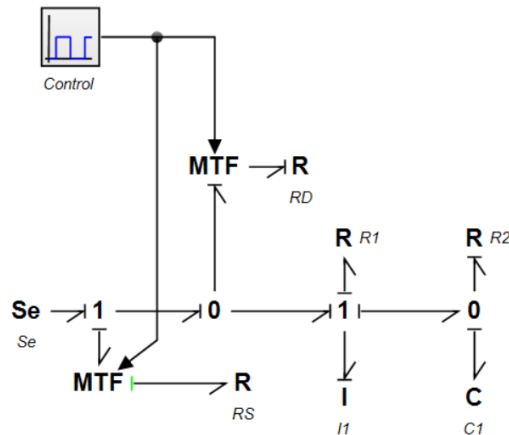 Control
MTF R
RD
R R1 R R2
Se 1 0 1 0
Se
MTF R I C
RS I1 C1